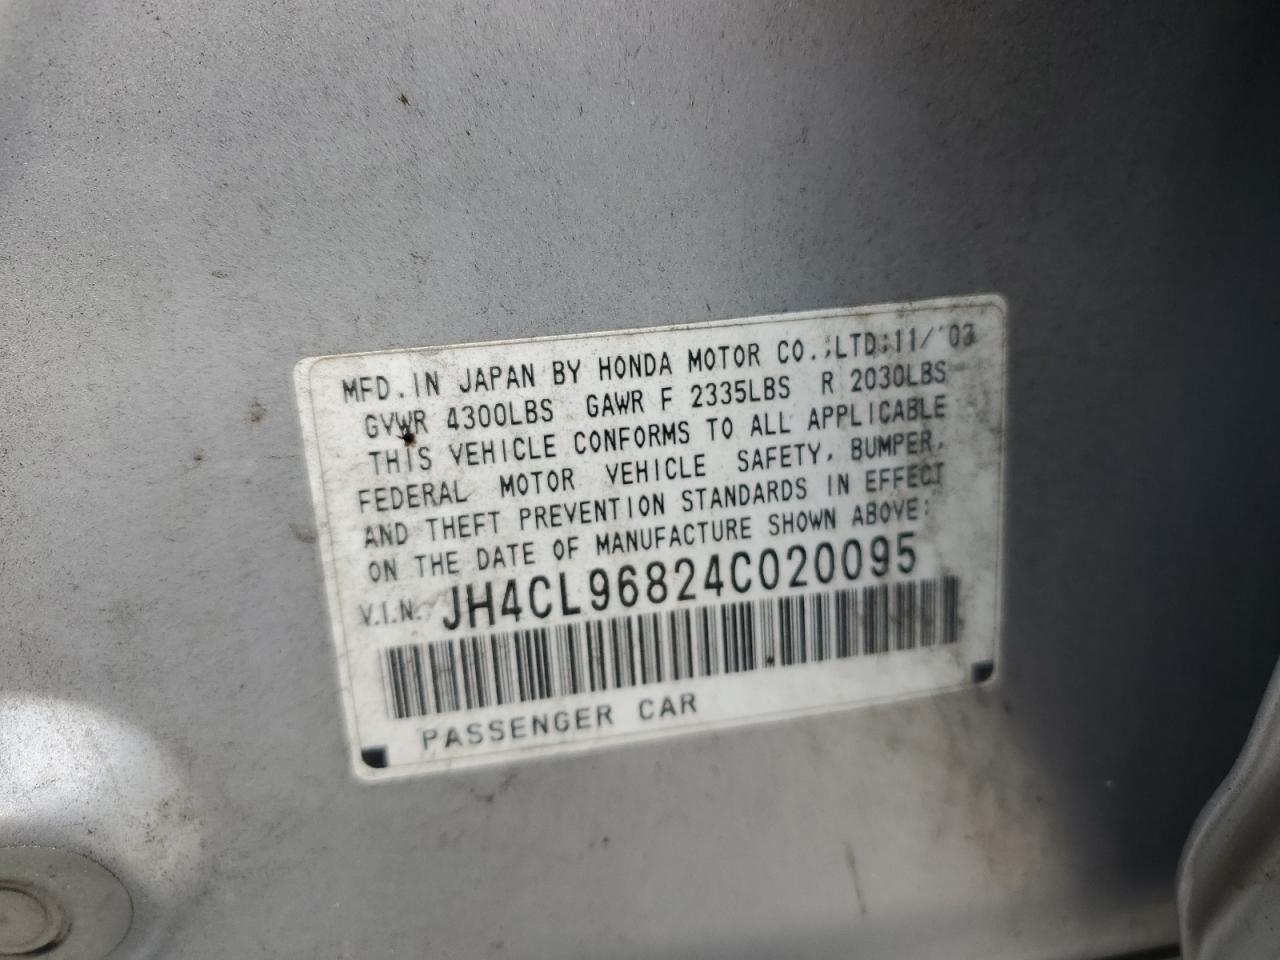 MFD. IN JAPAN BY HONDA MOTOR CO.,LTD;11/'03
GVWR 4300LBS GAWR F 2335LBS R 2030LBS
THIS VEHICLE CONFORMS TO ALL APPLICABLE
FEDERAL MOTOR VEHICLE SAFETY, BUMPER,
AND THEFT PREVENTION STANDARDS IN EFFECT
ON THE DATE OF MANUFACTURE SHOWN ABOVE:
V.I.N. JH4CL96824C020095
PASSENGER CAR